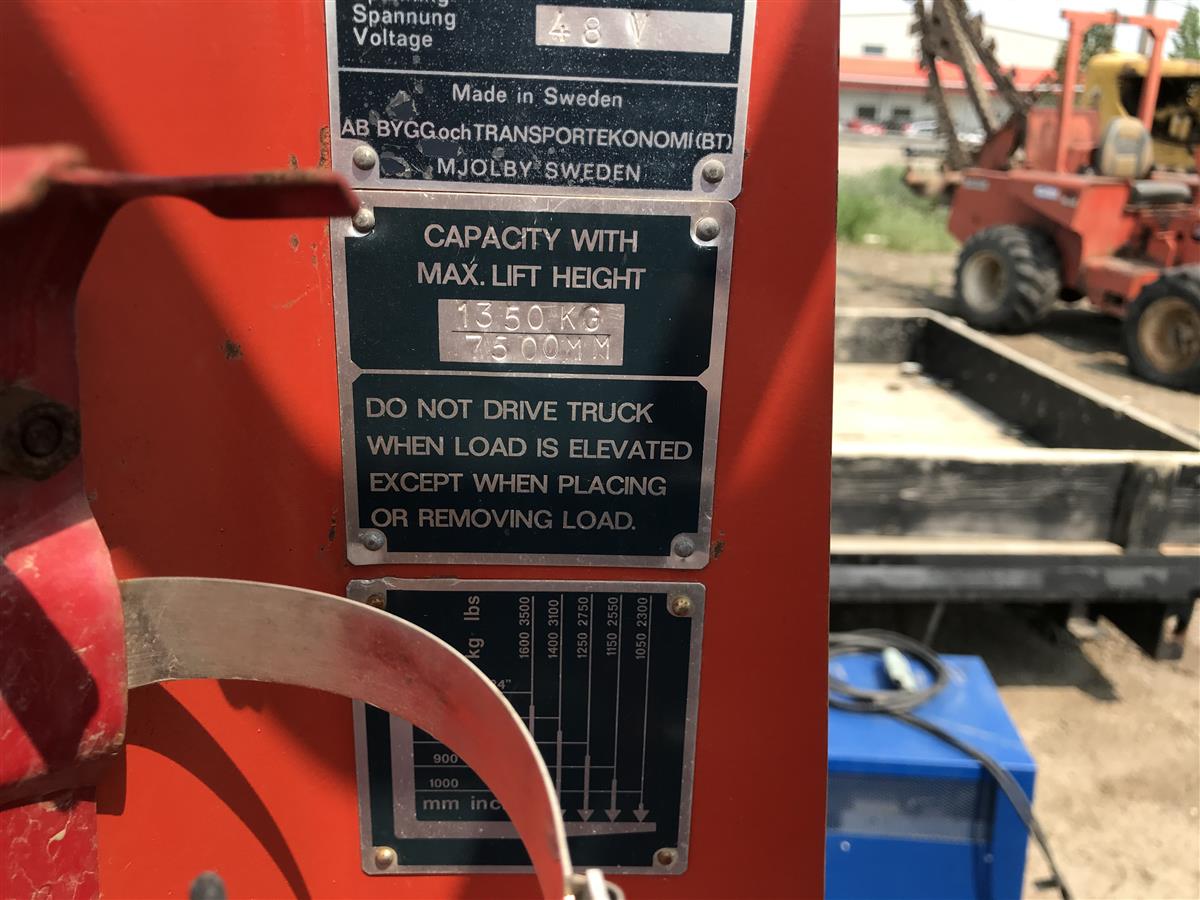 Spannung
Voltage
48 V
Made in Sweden
AB BYGG.och TRANSPORTEKONOMI (BT)
MJOLBY SWEDEN
CAPACITY WITH
MAX. LIFT HEIGHT
1350 KG
7500 MM
DO NOT DRIVE TRUCK
WHEN LOAD IS ELEVATED
EXCEPT WHEN PLACING
OR REMOVING LOAD.
kg lbs
1600 3500
1400 3100
1250 2750
1150 2550
1050 2300
900
1000
mm